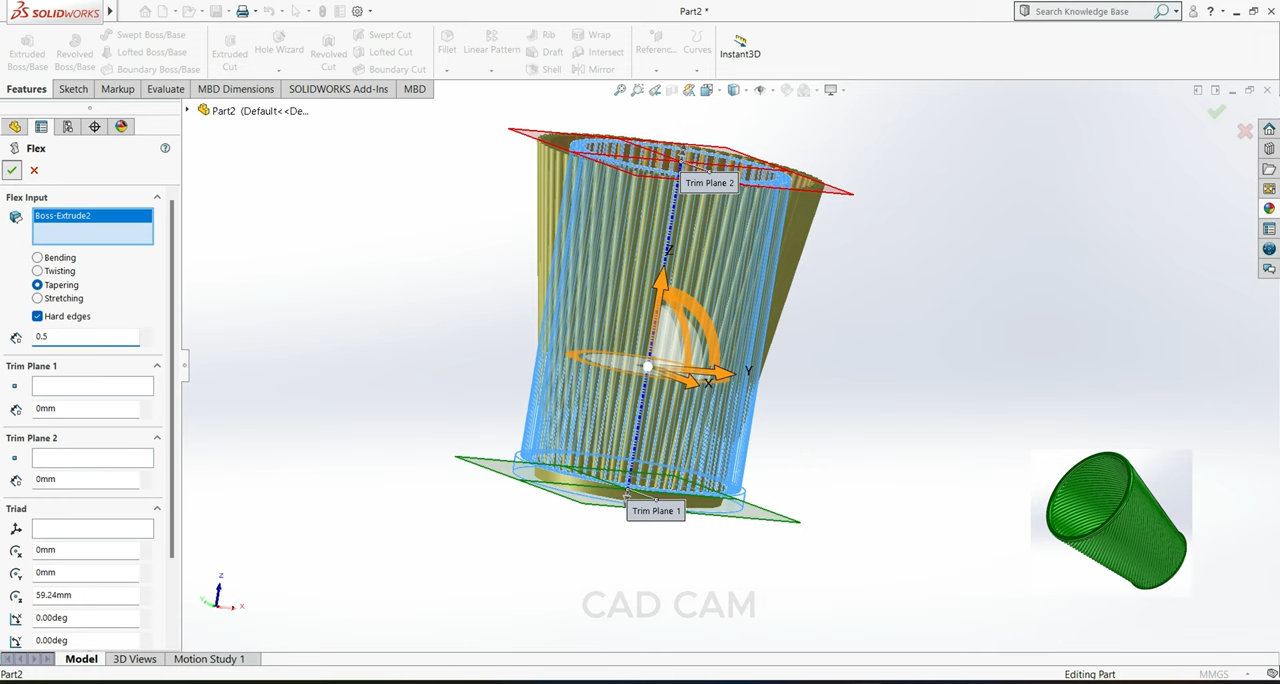 SOLIDWORKS
Part2 *
Search Knowledge Base
?
Extruded Boss/Base
Revolved Boss/Base
Swept Boss/Base
Lofted Boss/Base
Boundary Boss/Base
Extruded Cut
Hole Wizard
Revolved Cut
Swept Cut
Lofted Cut
Boundary Cut
Fillet
Linear Pattern
Rib
Draft
Shell
Wrap
Intersect
Mirror
Referenc...
Curves
Instant3D
Features
Sketch
Markup
Evaluate
MBD Dimensions
SOLIDWORKS Add-Ins
MBD
Part2 (Default<<De...
Flex
Flex Input
Boss-Extrude2
Bending
Twisting
Tapering
Stretching
Hard edges
0.5
Trim Plane 1
0mm
Trim Plane 2
0mm
Triad
0mm
0mm
59.24mm
0.00deg
0.00deg
Trim Plane 2
Z
Y
X
Trim Plane 1
Z
Y
X
CAD CAM
Model
3D Views
Motion Study 1
Part2
Editing Part
MMGS